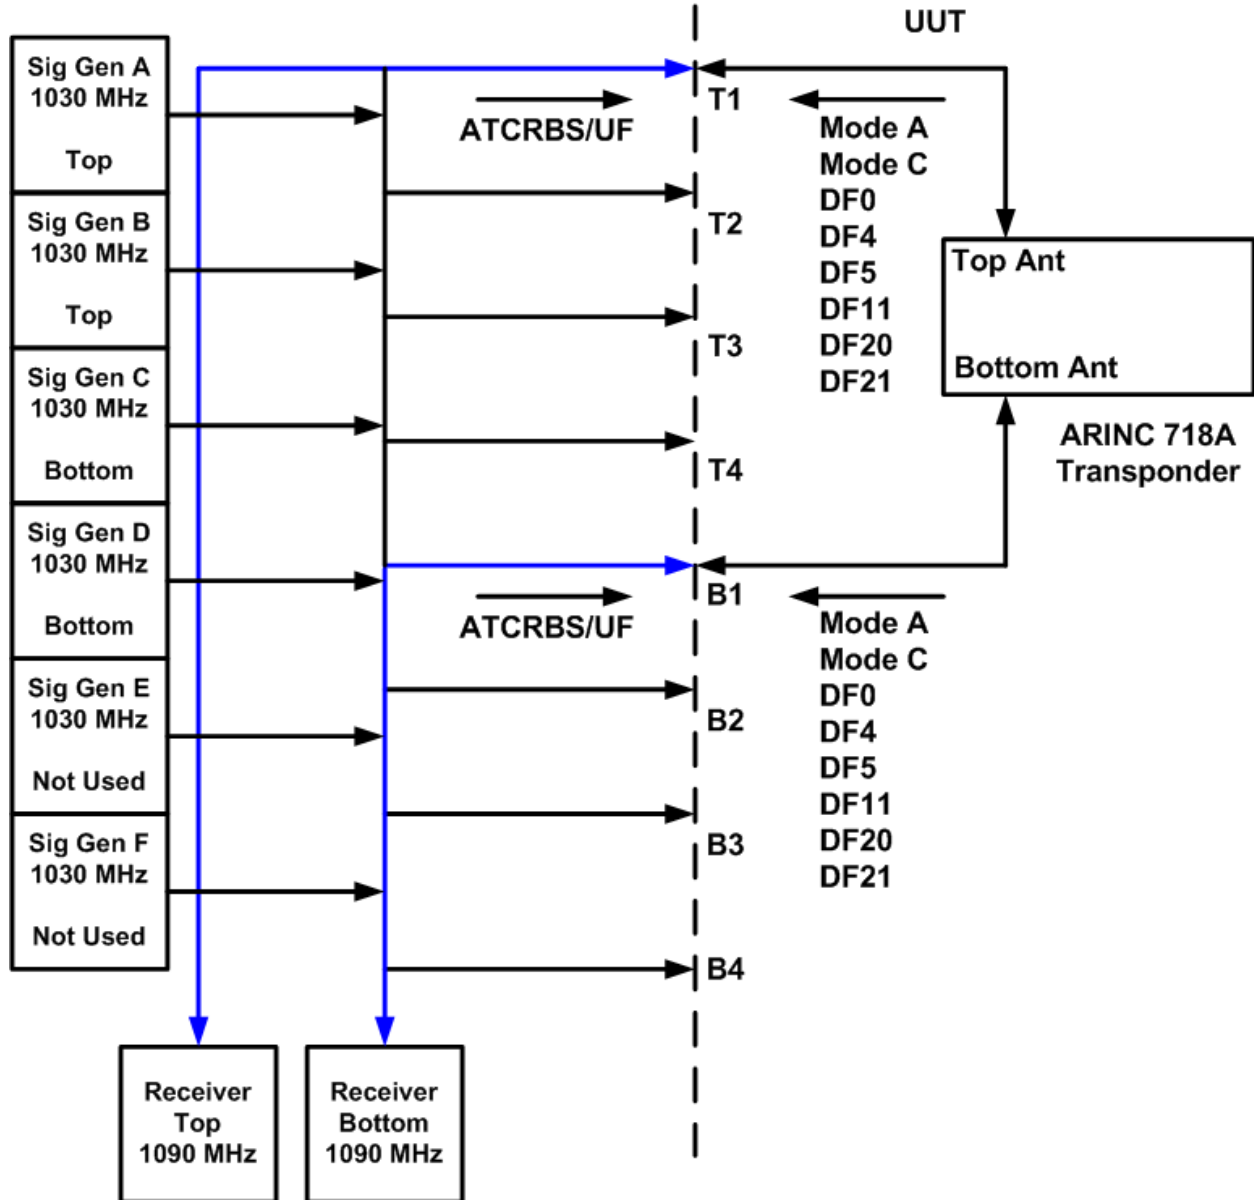 UUT
Sig Gen A
1030 MHz
Top
Sig Gen B
1030 MHz
Top
Sig Gen C
1030 MHz
Bottom
Sig Gen D
1030 MHz
Bottom
Sig Gen E
1030 MHz
Not Used
Sig Gen F
1030 MHz
Not Used
ATCRBS/UF
T1
T2
T3
T4
Mode A
Mode C
DF0
DF4
DF5
DF11
DF20
DF21
Top Ant
Bottom Ant
ARINC 718A
Transponder
ATCRBS/UF
B1
B2
B3
B4
Mode A
Mode C
DF0
DF4
DF5
DF11
DF20
DF21
Receiver
Top
1090 MHz
Receiver
Bottom
1090 MHz